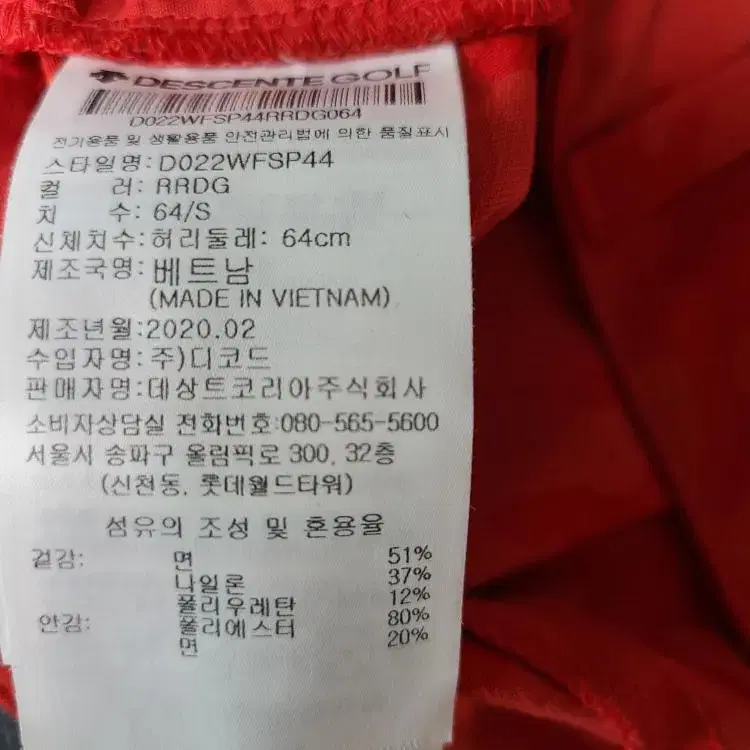 DESCENTE GOLF
D022WFSP44RRDG064
전기용품 및 생활용품 안전관리법에 의한 품질표시
스타일명: D022WFSP44
컬 러: RRDG
치 수: 64/S
신체치수: 허리둘레: 64cm
제조국명: 베트남
(MADE IN VIETNAM)
제조년월: 2020.02
수입자명: 주)디코드
판매자명: 데상트코리아주식회사
소비자상담실 전화번호: 080-565-5600
서울시 송파구 올림픽로 300, 32층
(신천동, 롯데월드타워)
섬유의 조성 및 혼용율
겉감: 면 51%
나일론 37%
폴리우레탄 12%
안감: 폴리에스터 80%
면 20%